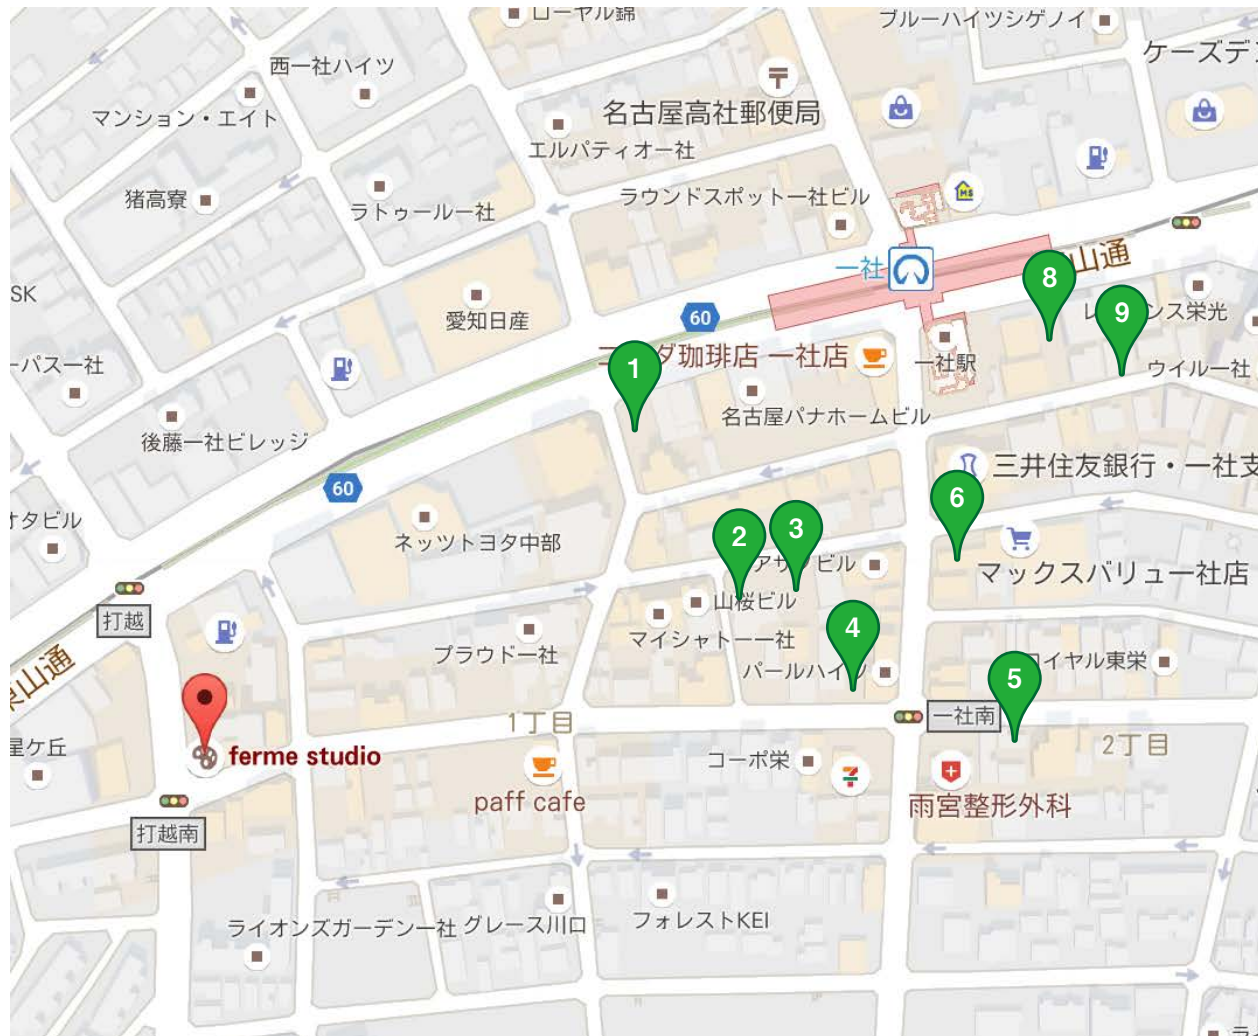 ローヤル錦
ブルーハイツシゲノイ
ケーズデ
西一社ハイツ
マンション・エイト
名古屋高社郵便局
エルパティオ一社
猪高寮
ラトゥール一社
ラウンドスポット一社ビル
一社
山通
8
SK
愛知日産
60
レ
ンス栄光
9
ダ珈琲店 一社店
一社駅
1
ーパス一社
ウイル一社
名古屋パナホームビル
後藤一社ビレッジ
三井住友銀行・一社支
60
6
タビル
ネッツトヨタ中部
2
3
ビル
マックスバリュ一社店
山桜ビル
打越
マイシャトー一社
4
プラウド一社
パールハイツ
イヤル東栄
5
山通
一社南
1丁目
2丁目
星ケ丘
ferme studio
コーポ栄
7
paff cafe
雨宮整形外科
打越南
ライオンズガーデン一社
グレース川口
フォレストKEI